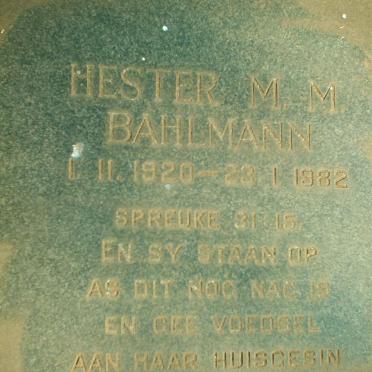 HESTER M. M.
BAHLMANN
1. 11. 1920 — 23. 1. 1982
SPREUKE 31:15.
EN SY STAAN OP
AS DIT NOG NAG IS
EN GEE VOEDSEL
AAN HAAR HUISGESIN